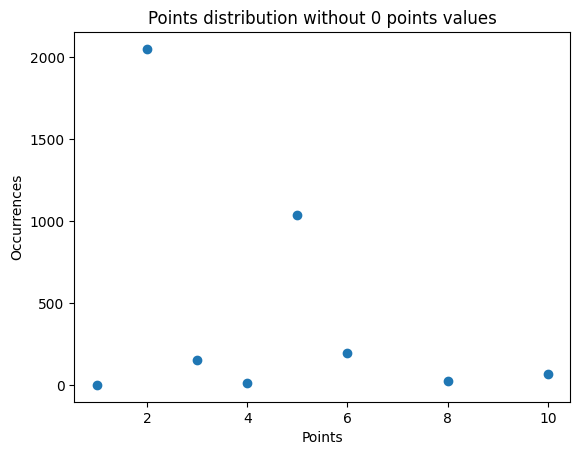 Points distribution without 0 points values
2000
1500
1000
500
0
Occurrences
2 4 6 8 10
Points